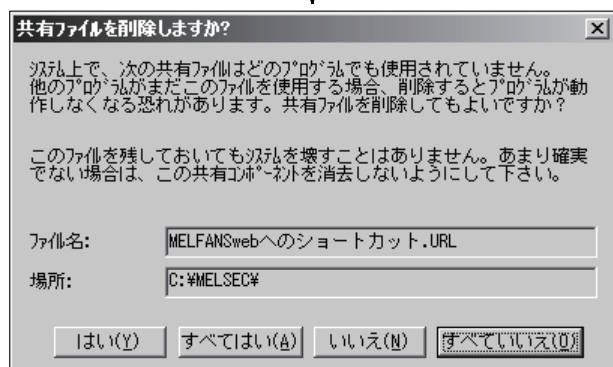 共有ファイルを削除しますか?
システム上で、次の共有ファイルはどのプログラムでも使用されていません。
他のプログラムがまだこのファイルを使用する場合、削除するとプログラムが動
作しなくなる恐れがあります。共有ファイルを削除してもよいですか?
このファイルを残しておいてもシステムを壊すことはありません。あまり確実
でない場合は、この共有コンポーネントを消去しないようにして下さい。
ファイル名: MELFANSwebへのショートカット.URL
場所: C:¥MELSEC¥
はい(Y) すべてはい(A) いいえ(N) すべていいえ(O)